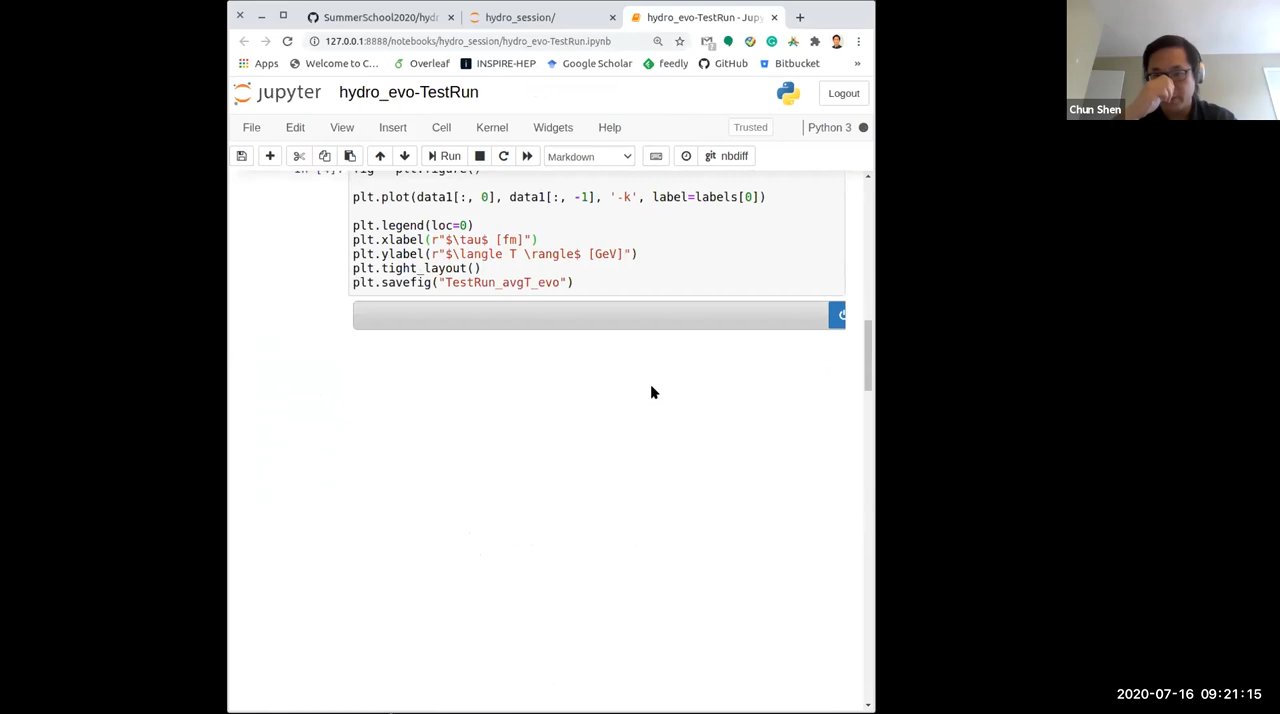 SummerSchool2020/hydr
hydro_session/
hydro_evo-TestRun - Jup
127.0.0.1:8888/notebooks/hydro_session/hydro_evo-TestRun.ipynb
Apps
Welcome to C...
Overleaf
INSPIRE-HEP
Google Scholar
feedly
GitHub
Bitbucket
»
jupyter
hydro_evo-TestRun
Logout
File Edit View Insert Cell Kernel Widgets Help
Trusted
Python 3
Run
Markdown
nbdiff
plt.plot(data1[:, 0], data1[:, -1], '-k', label=labels[0])
plt.legend(loc=0)
plt.xlabel(r"$\tau$ [fm]")
plt.ylabel(r"$\langle T \rangle$ [GeV]")
plt.tight_layout()
plt.savefig("TestRun_avgT_evo")
Chun Shen
2020-07-16 09:21:15